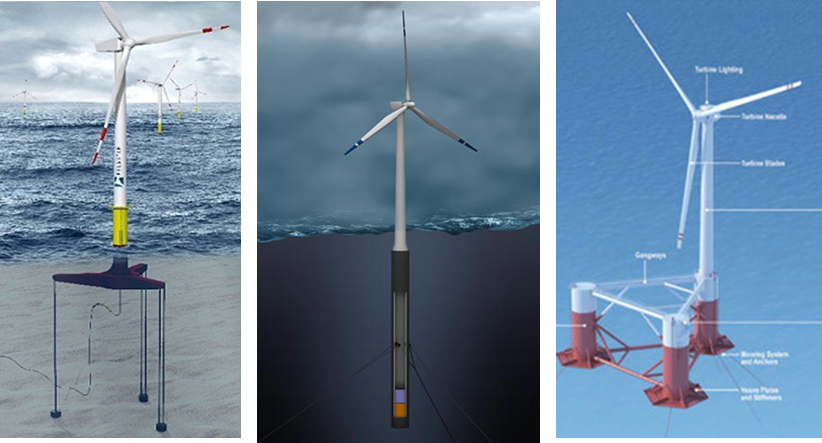 Turbine Lighting
Turbine Nacelle
Turbine Blades
Gangways
Mooring System
and Anchors
Heave Plates
and Stiffeners